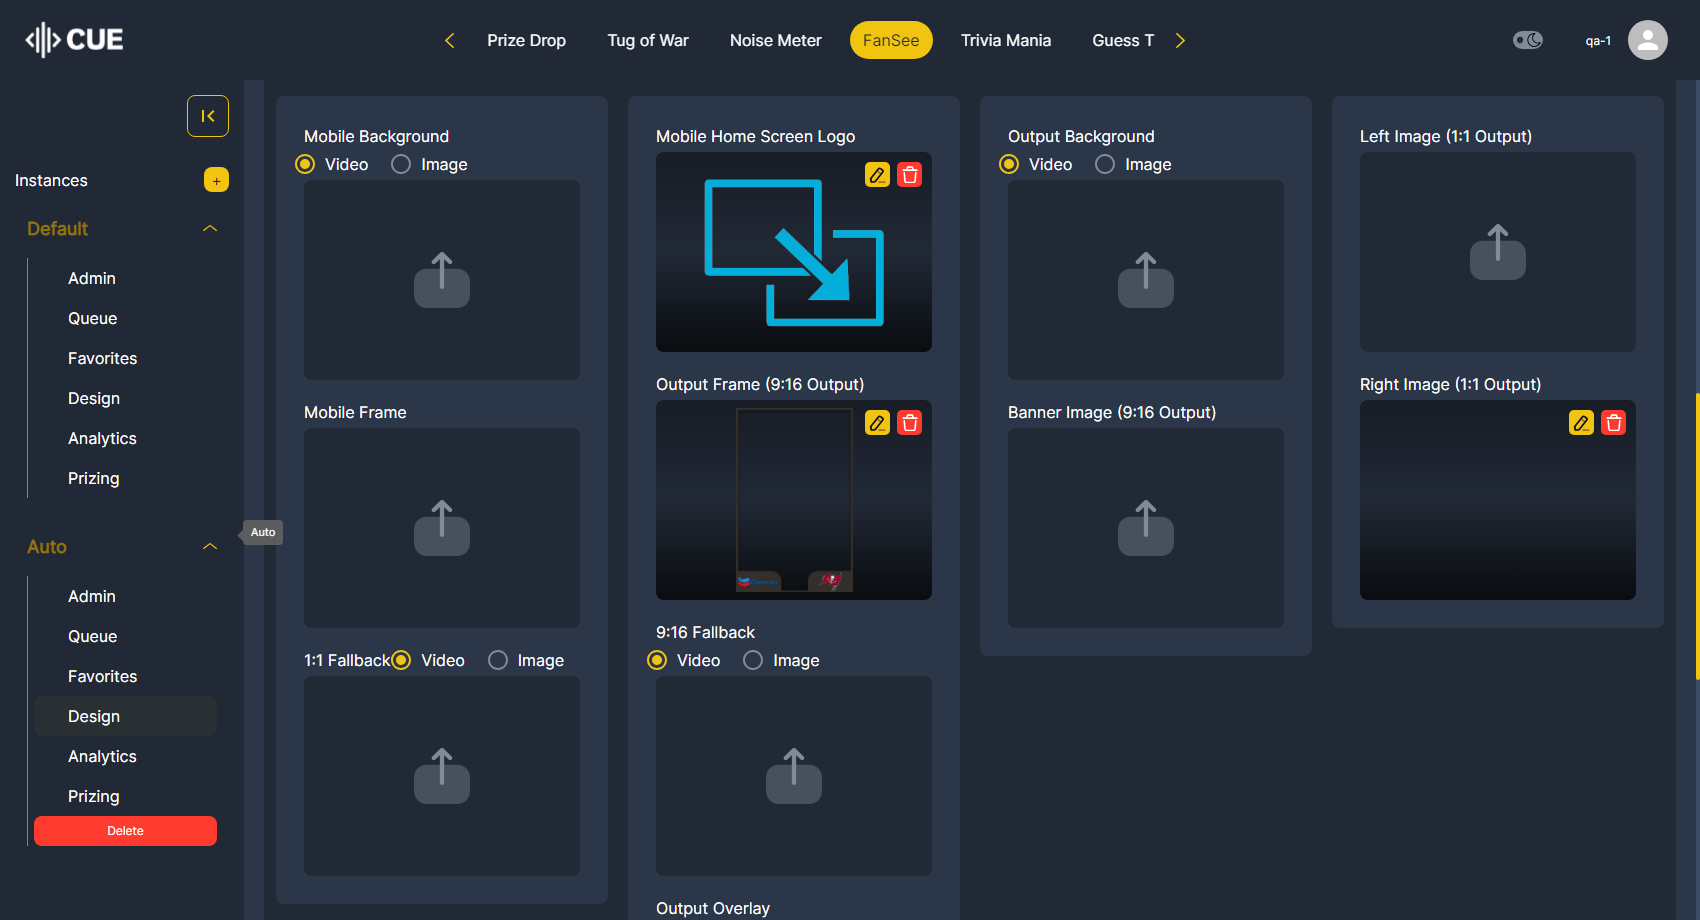 CUE
Prize Drop
Tug of War
Noise Meter
FanSee
Trivia Mania
Guess T
qa-1
Instances
+
Default
Admin
Queue
Favorites
Design
Analytics
Prizing
Auto
Auto
Admin
Queue
Favorites
Design
Analytics
Prizing
Delete
Mobile Background
Video
Image
Mobile Frame
1:1 Fallback
Video
Image
Mobile Home Screen Logo
Output Frame (9:16 Output)
9:16 Fallback
Video
Image
Output Overlay
Output Background
Video
Image
Banner Image (9:16 Output)
Left Image (1:1 Output)
Right Image (1:1 Output)